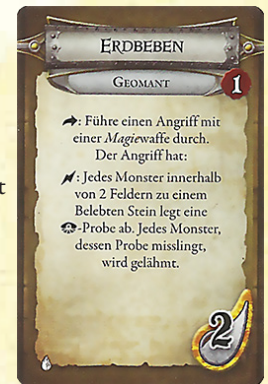 ERDBEBEN
GEOMANT
1
: Führe einen Angriff mit
einer Magiewaffe durch.
Der Angriff hat:
: Jedes Monster innerhalb
von 2 Feldern zu einem
Belebten Stein legt eine
-Probe ab. Jedes Monster,
dessen Probe misslingt,
wird gelähmt.
2
t